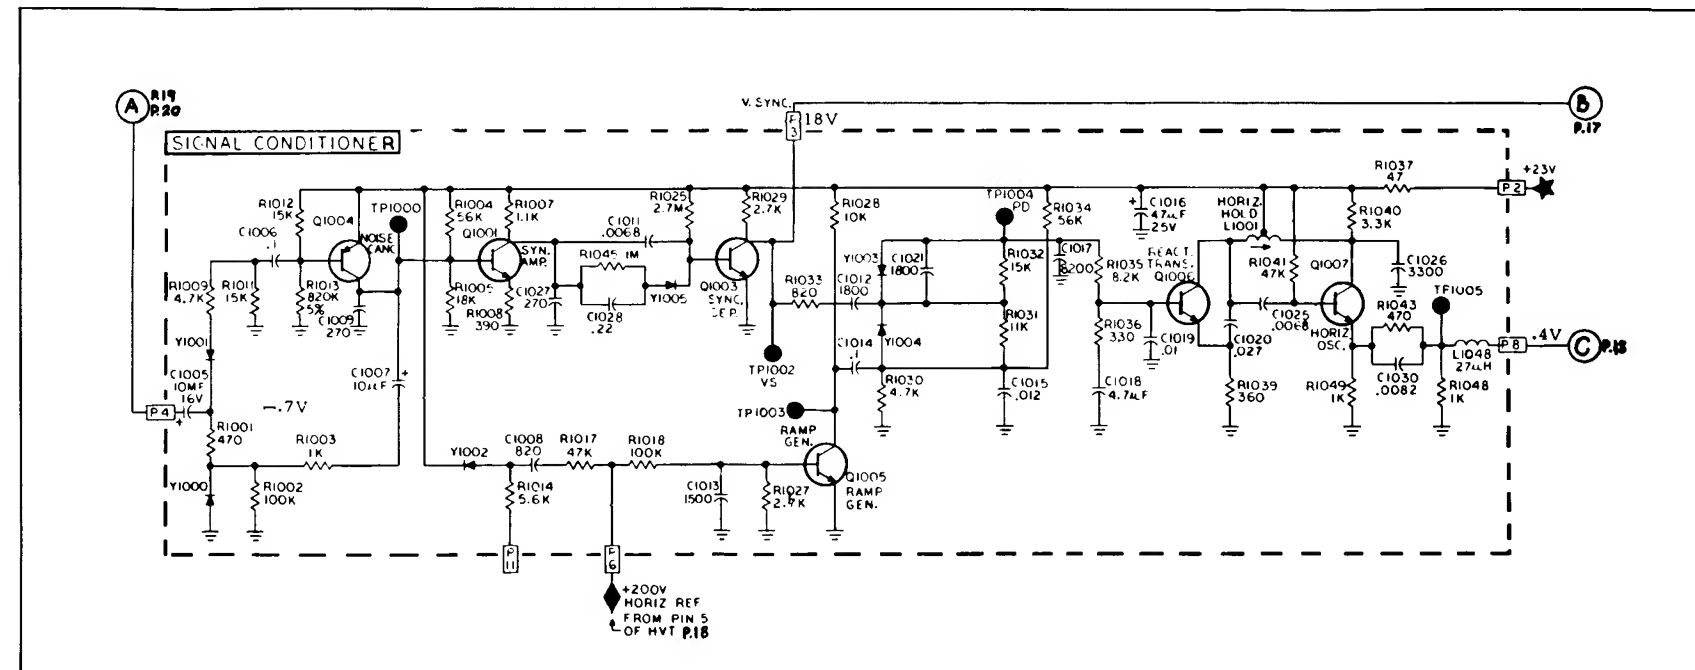 A
R19
P.20
V. SYNC.
P
3
18V
B
P.17
SIGNAL CONDITIONER
R1012
15K
Q1004
NOISE
CANC
TP1000
R1004
56K
R1007
1.1K
Q1001
SYN.
AMP.
C1011
.0068
R1045 1M
R1025
2.7M
R1029
2.7K
R1028
10K
TP1004
PD
R1034
56K
C1016
47µF
25V
HORIZ.
HOLD
L1001
R1037
47
P2
+23V
R1040
3.3K
C1006
.1
R1009
4.7K
R1011
15K
R1013
820K
5%
C1009
270
R1005
18K
R1008
390
C1027
270
C1028
.22
Y1005
Q1003
SYNC.
SEP.
R1033
820
C1012
1800
Y1003
C1021
1800
R1032
15K
C1017
8200
R1035
8.2K
REACT.
TRANS.
Q1006
R1041
47K
Q1007
C1026
3300
TP1005
Y1001
C1005
10MF
16V
P4
C1007
10µF
-.7V
TP1002
VS
C1014
.1
Y1004
R1031
11K
R1036
330
C1019
.01
C1020
.027
C1025
.0068
HORIZ.
OSC.
R1043
470
C1030
.0082
L1048
27µH
P8
.4V
C
R1001
470
R1003
1K
Y1000
R1002
100K
TP1003
RAMP
GEN.
R1030
4.7K
C1015
.012
C1018
4.7µF
R1039
360
R1049
1K
R1048
1K
Y1002
C1008
820
R1017
47K
R1018
100K
R1014
5.6K
C1013
1500
R1027
2.7K
Q1005
RAMP
GEN.
P
11
P
6
+200V
HORIZ REF
FROM PIN 5
OF HVT P.18